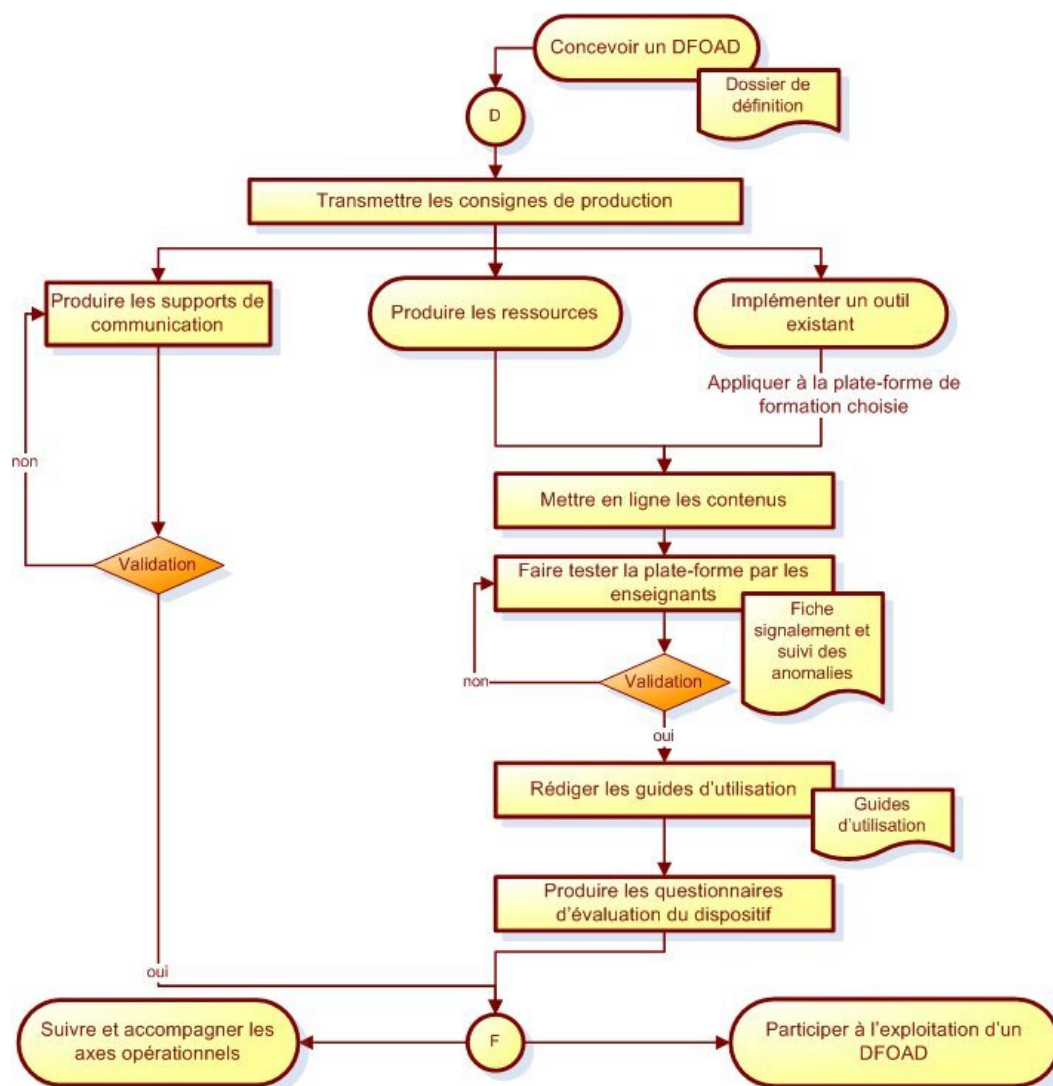 Concevoir un DFOAD
Dossier de
définition
D
Transmettre les consignes de production
Produire les supports de
communication
Produire les ressources
Implémenter un outil
existant
Appliquer à la plate-forme de
formation choisie
non
Mettre en ligne les contenus
Validation
Faire tester la plate-forme par les
enseignants
Fiche
signalement et
suivi des
anomalies
non
Validation
oui
Rédiger les guides d'utilisation
Guides
d'utilisation
Produire les questionnaires
d'évaluation du dispositif
oui
Suivre et accompagner les
axes opérationnels
F
Participer à l'exploitation d'un
DFOAD